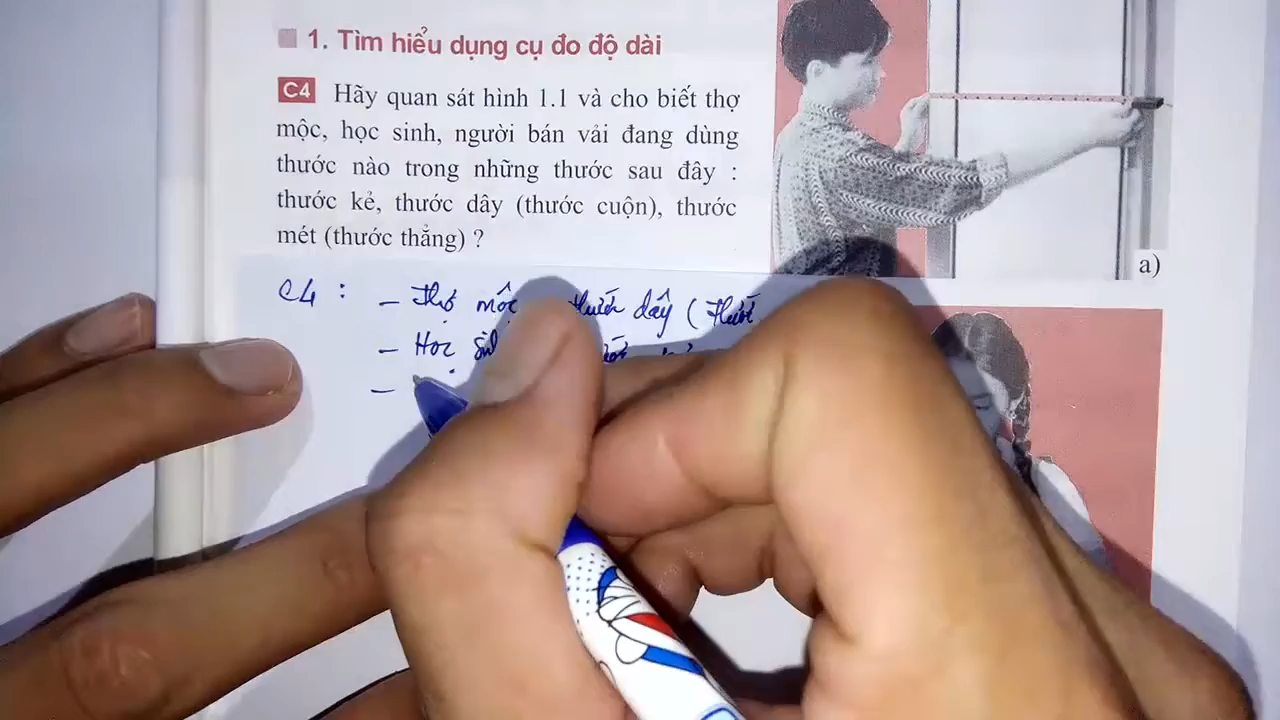 1. Tìm hiểu dụng cụ đo độ dài
C4 Hãy quan sát hình 1.1 và cho biết thợ
mộc, học sinh, người bán vải đang dùng
thước nào trong những thước sau đây :
thước kẻ, thước dây (thước cuộn), thước
mét (thước thẳng) ?
a)
C4 : - Thợ mộc thước dây ( thước
- Học
-